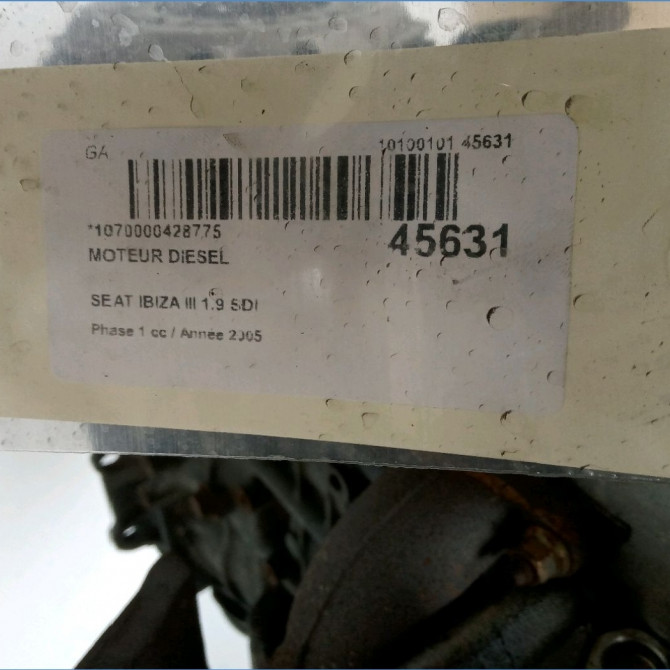 GA 10100101 45631
*1070000428775 45631
MOTEUR DIESEL
SEAT IBIZA III 1.9 SDI
Phase 1 cc / Année 2005